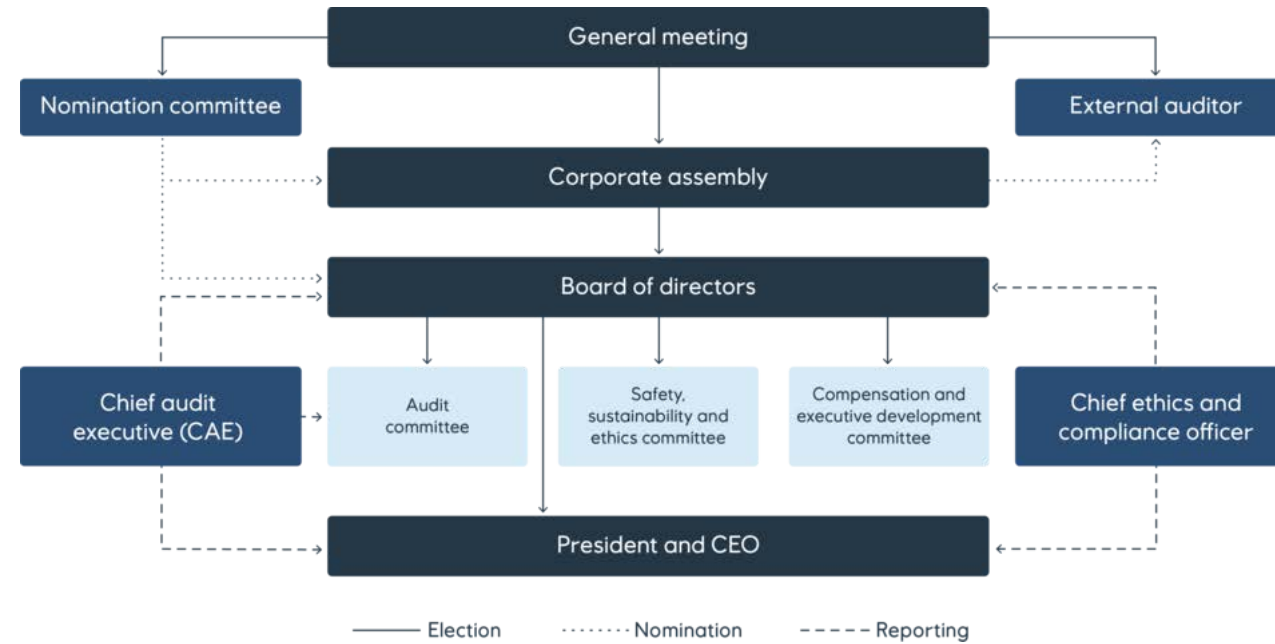 General meeting
Nomination committee
External auditor
Corporate assembly
Board of directors
Chief audit
executive (CAE)
Audit
committee
Safety,
sustainability and
ethics committee
Compensation and
executive development
committee
Chief ethics and
compliance officer
President and CEO
Election
Nomination
Reporting